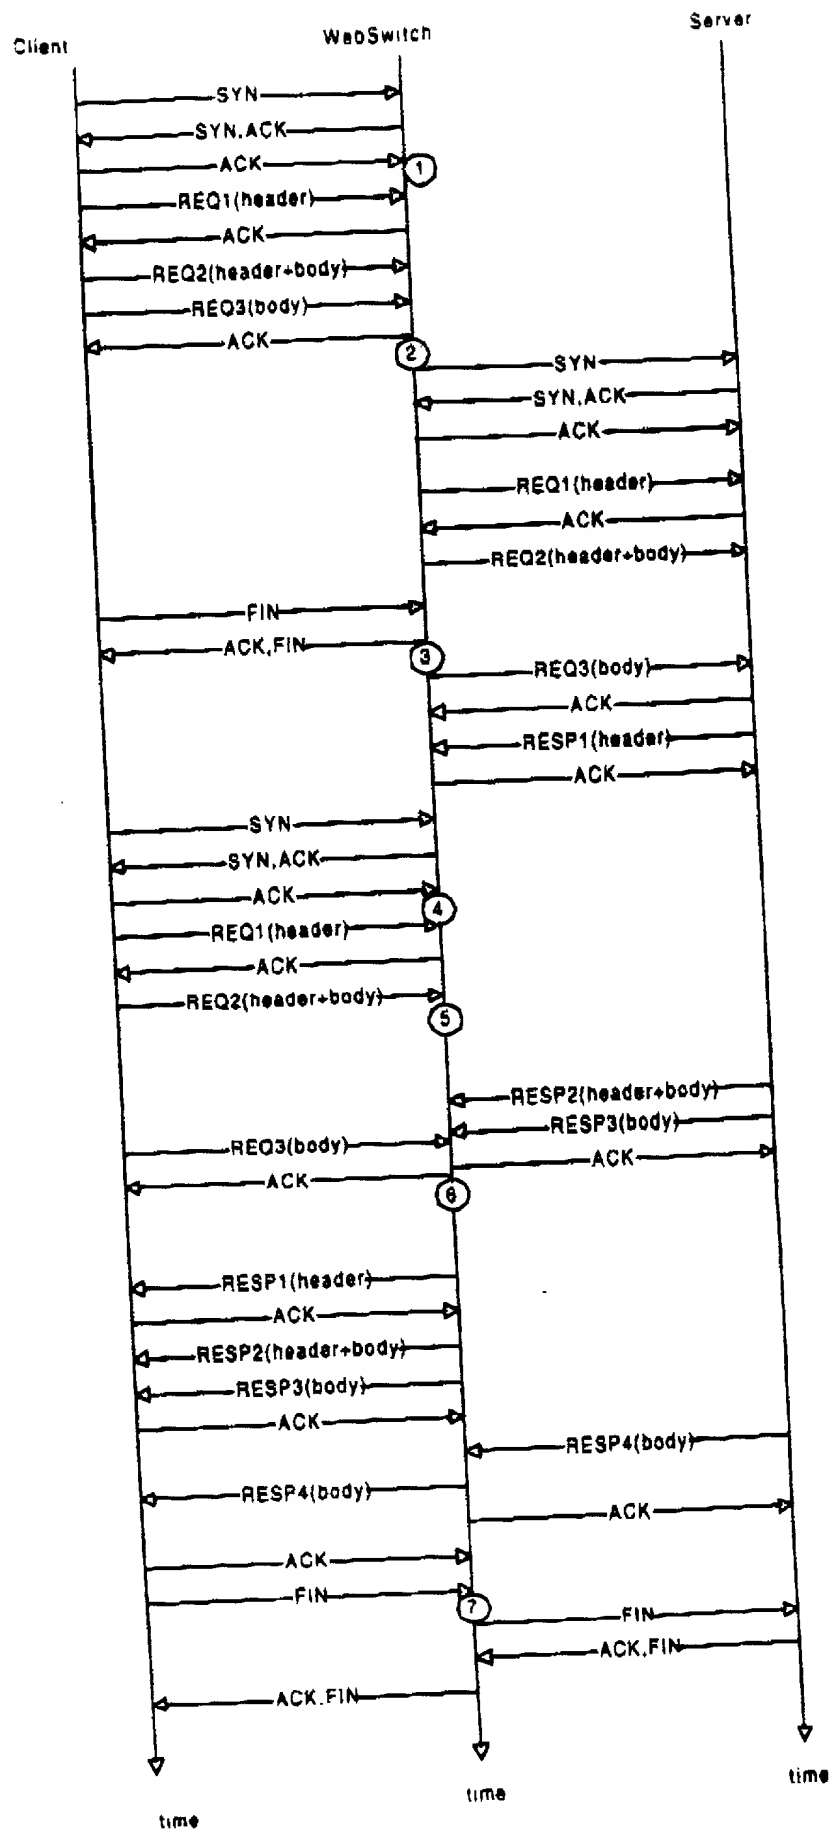 Client
WebSwitch
Server
SYN
SYN,ACK
ACK
1
REQ1(header)
ACK
REQ2(header+body)
REQ3(body)
ACK
2
SYN
SYN,ACK
ACK
REQ1(header)
ACK
REQ2(header+body)
FIN
ACK,FIN
3
REQ3(body)
ACK
RESP1(header)
ACK
SYN
SYN,ACK
ACK
4
REQ1(header)
ACK
REQ2(header+body)
5
RESP2(header+body)
RESP3(body)
REQ3(body)
ACK
ACK
6
RESP1(header)
ACK
RESP2(header+body)
RESP3(body)
ACK
RESP4(body)
RESP4(body)
ACK
ACK
FIN
7
FIN
ACK,FIN
ACK,FIN
time
time
time